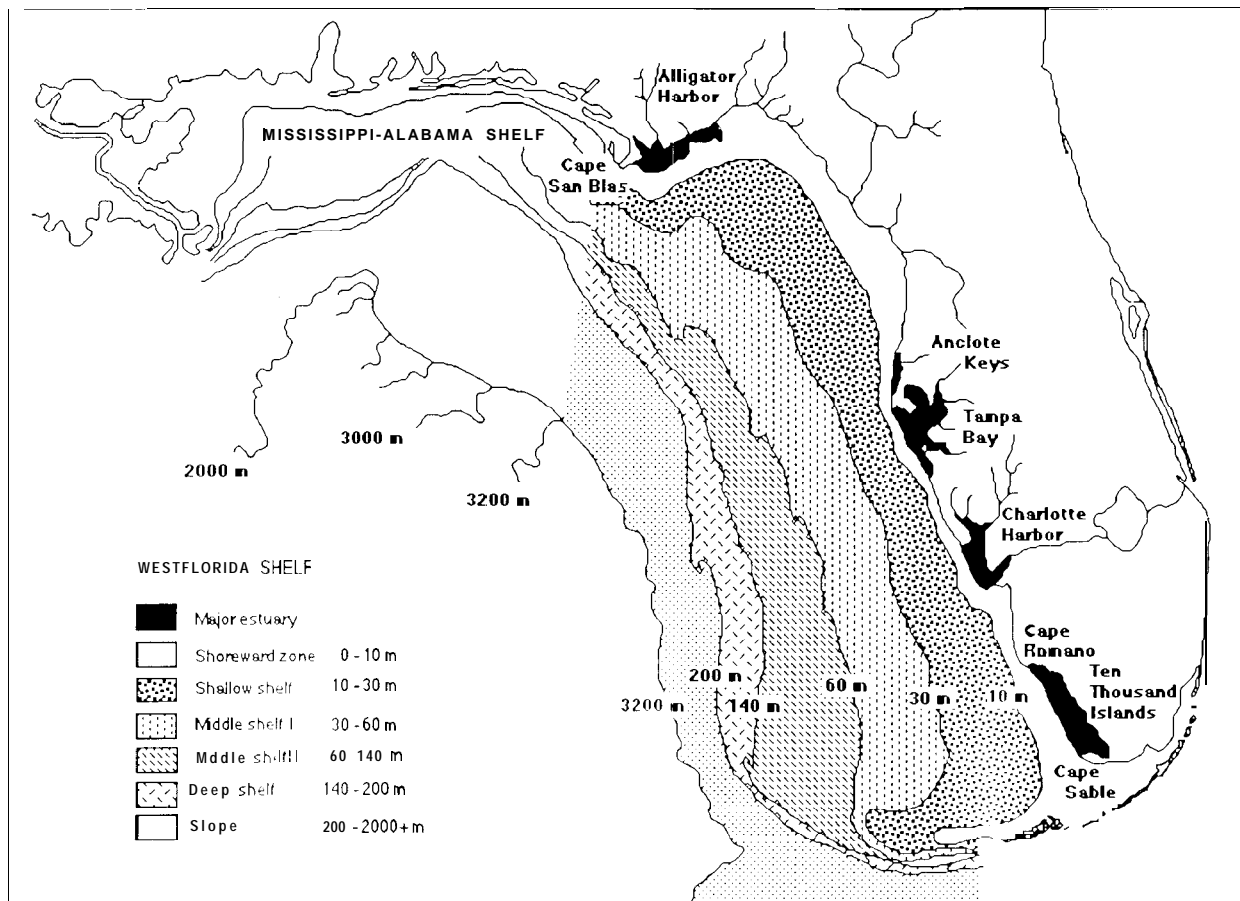 Alligator
Harbor
MISSISSIPPI-ALABAMA SHELF
Cape
San Blas
Anclote
Keys
Tampa
Bay
3000 m
2000 m
3200 m
Charlotte
Harbor
WESTFLORIDA SHELF
Major estuary
Shoreward zone 0 - 10 m
Shallow shelf 10 - 30 m
Middle shelf I 30 - 60 m
Mddle shelf II 60 140 m
Deep shelf 140 - 200 m
Slope 200 - 2000+ m
Cape
Romano
Ten
Thousand
Islands
200 m
60 m
30 m
10 m
3200 m
140 m
Cape
Sable